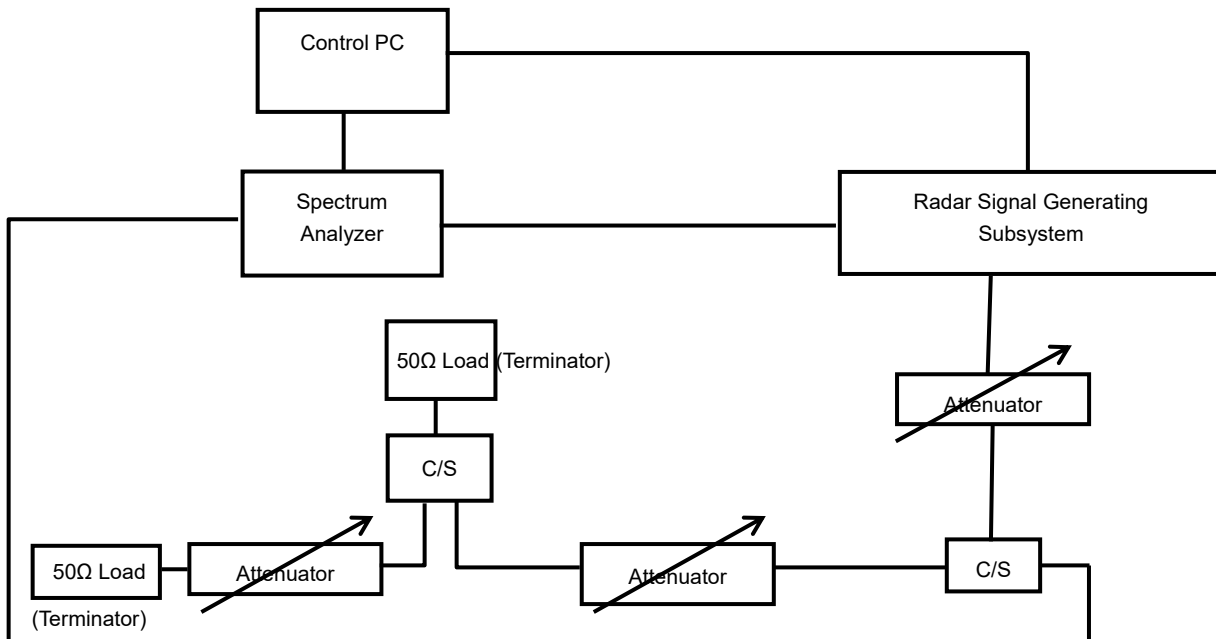 Control PC
Spectrum
Analyzer
Radar Signal Generating
Subsystem
50Ω Load (Terminator)
Attenuator
C/S
50Ω Load
(Terminator)
Attenuator
Attenuator
C/S